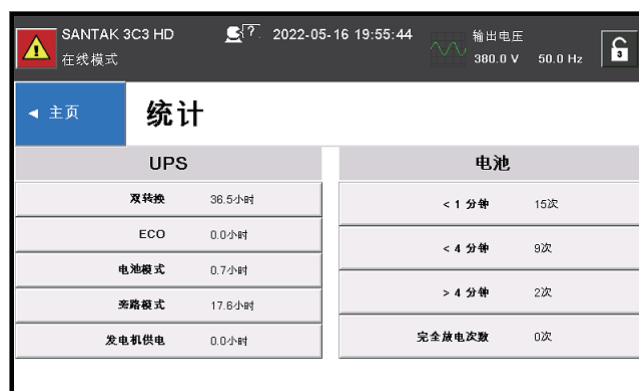 SANTAK 3C3 HD
在线模式
? 2022-05-16 19:55:44
输出电压
380.0 V 50.0 Hz
3
主页
统计
UPS
双转换 36.5小时
ECO 0.0小时
电池模式 0.7小时
旁路模式 17.6小时
发电机供电 0.0小时
电池
< 1 分钟 15次
< 4 分钟 9次
> 4 分钟 2次
完全放电次数 0次